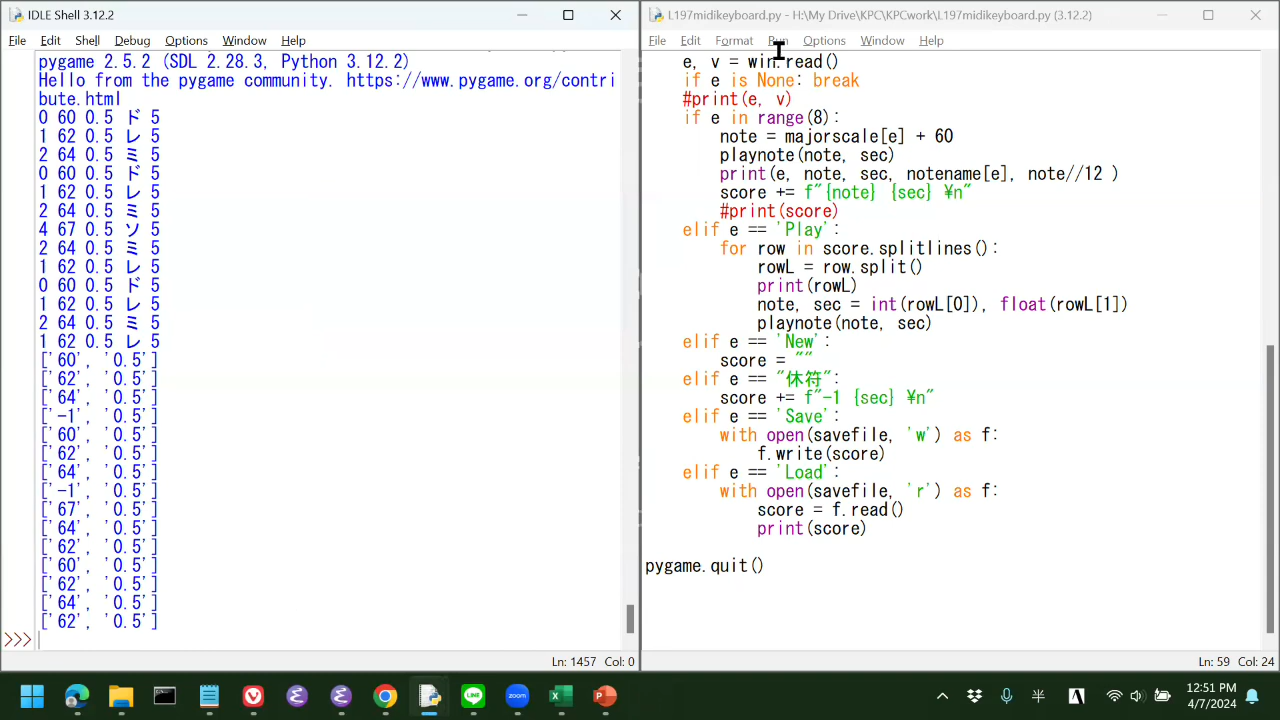 IDLE Shell 3.12.2
File Edit Shell Debug Options Window Help
pygame 2.5.2 (SDL 2.28.3, Python 3.12.2)
Hello from the pygame community. https://www.pygame.org/contri
bute.html
0 60 0.5 ド 5
1 62 0.5 レ 5
2 64 0.5 ミ 5
0 60 0.5 ド 5
1 62 0.5 レ 5
2 64 0.5 ミ 5
4 67 0.5 ソ 5
2 64 0.5 ミ 5
1 62 0.5 レ 5
0 60 0.5 ド 5
1 62 0.5 レ 5
2 64 0.5 ミ 5
1 62 0.5 レ 5
['60', '0.5']
['62', '0.5']
['64', '0.5']
['-1', '0.5']
['60', '0.5']
['62', '0.5']
['64', '0.5']
['-1', '0.5']
['67', '0.5']
['64', '0.5']
['62', '0.5']
['60', '0.5']
['62', '0.5']
['64', '0.5']
['62', '0.5']
>>>
Ln: 1457 Col: 0
L197midikeyboard.py - H:\My Drive\KPC\KPCwork\L197midikeyboard.py (3.12.2)
File Edit Format Run Options Window Help
e, v = win.read()
if e is None: break
#print(e, v)
if e in range(8):
note = majorscale[e] + 60
playnote(note, sec)
print(e, note, sec, notename[e], note//12 )
score += f"{note} {sec} ¥n"
#print(score)
elif e == 'Play':
for row in score.splitlines():
rowL = row.split()
print(rowL)
note, sec = int(rowL[0]), float(rowL[1])
playnote(note, sec)
elif e == 'New':
score = ""
elif e == "休符":
score += f"-1 {sec} ¥n"
elif e == 'Save':
with open(savefile, 'w') as f:
f.write(score)
elif e == 'Load':
with open(savefile, 'r') as f:
score = f.read()
print(score)
pygame.quit()
Ln: 59 Col: 24
LINE
zoom
半
A
12:51 PM
4/7/2024